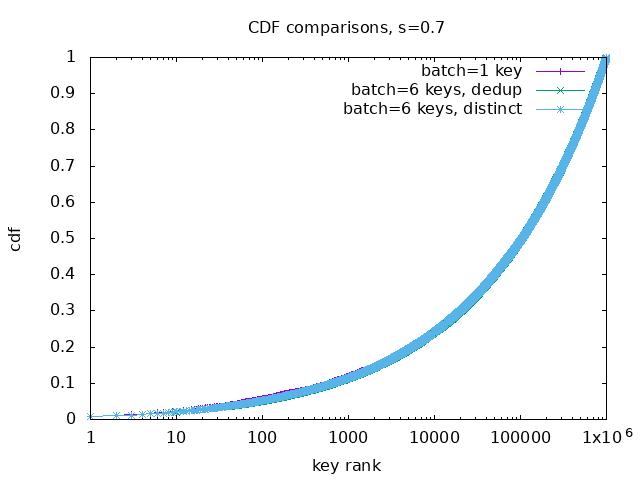 CDF comparisons, s=0.7
batch=1 key
batch=6 keys, dedup
batch=6 keys, distinct
1
0.9
0.8
0.7
0.6
0.5
0.4
0.3
0.2
0.1
0
cdf
1 10 100 1000 10000 100000 1x10^6
key rank